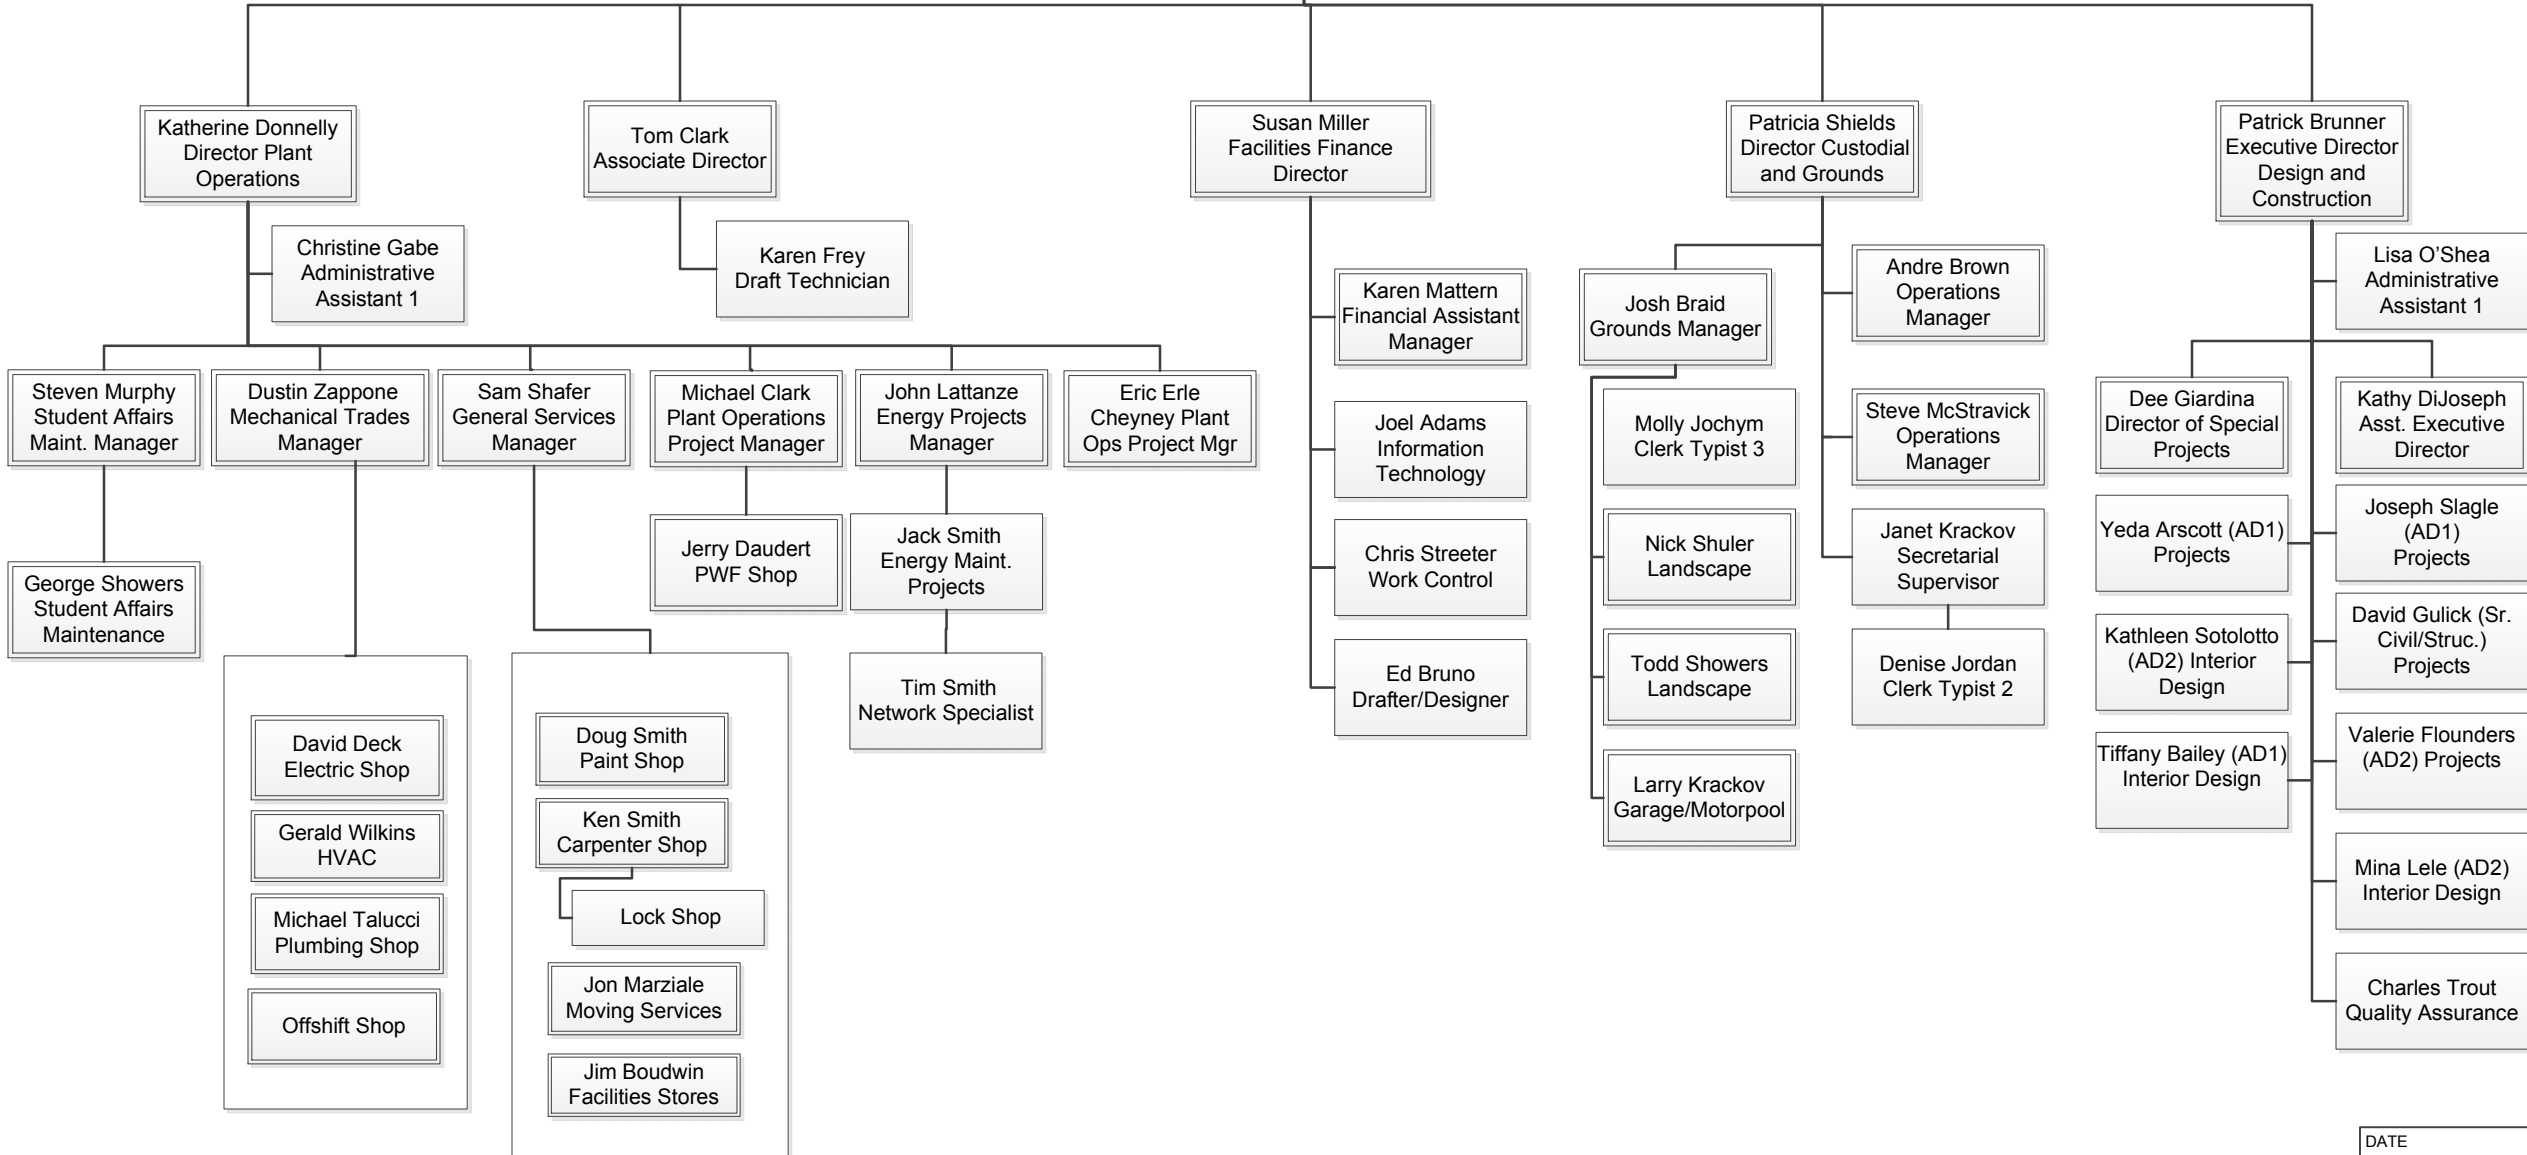 Katherine Donnelly
Director Plant
Operations
Tom Clark
Associate Director
Susan Miller
Facilities Finance
Director
Patricia Shields
Director Custodial
and Grounds
Patrick Brunner
Executive Director
Design and
Construction
Christine Gabe
Administrative
Assistant 1
Karen Frey
Draft Technician
Karen Mattern
Financial Assistant
Manager
Josh Braid
Grounds Manager
Andre Brown
Operations
Manager
Lisa O’Shea
Administrative
Assistant 1
Steven Murphy
Student Affairs
Maint. Manager
Dustin Zappone
Mechanical Trades
Manager
Sam Shafer
General Services
Manager
Michael Clark
Plant Operations
Project Manager
John Lattanze
Energy Projects
Manager
Eric Erle
Cheyney Plant
Ops Project Mgr
Joel Adams
Information
Technology
Molly Jochym
Clerk Typist 3
Steve McStravick
Operations
Manager
Dee Giardina
Director of Special
Projects
Kathy DiJoseph
Asst. Executive
Director
George Showers
Student Affairs
Maintenance
Jerry Daudert
PWF Shop
Jack Smith
Energy Maint.
Projects
Chris Streeter
Work Control
Nick Shuler
Landscape
Janet Krackov
Secretarial
Supervisor
Yeda Arscott (AD1)
Projects
Joseph Slagle
(AD1)
Projects
Tim Smith
Network Specialist
Ed Bruno
Drafter/Designer
Todd Showers
Landscape
Denise Jordan
Clerk Typist 2
Kathleen Sotolotto
(AD2) Interior
Design
David Gulick (Sr.
Civil/Struc.)
Projects
David Deck
Electric Shop
Doug Smith
Paint Shop
Larry Krackov
Garage/Motorpool
Tiffany Bailey (AD1)
Interior Design
Valerie Flounders
(AD2) Projects
Gerald Wilkins
HVAC
Ken Smith
Carpenter Shop
Mina Lele (AD2)
Interior Design
Michael Talucci
Plumbing Shop
Lock Shop
Offshift Shop
Jon Marziale
Moving Services
Charles Trout
Quality Assurance
Jim Boudwin
Facilities Stores
DATE